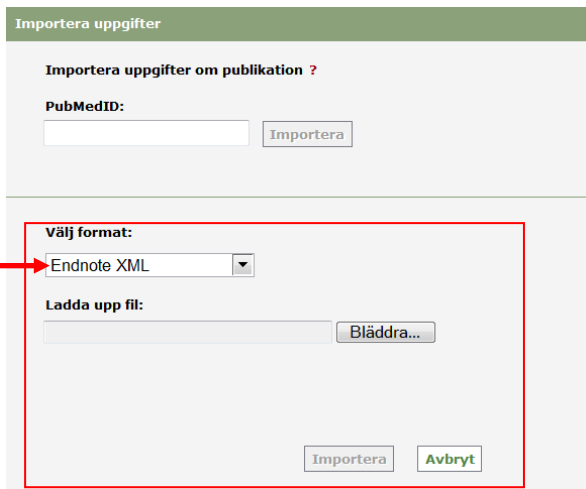 Importera uppgifter
Importera uppgifter om publikation ?
PubMedID:
Importera
Välj format:
Endnote XML
Ladda upp fil:
Bläddra...
Importera Avbryt